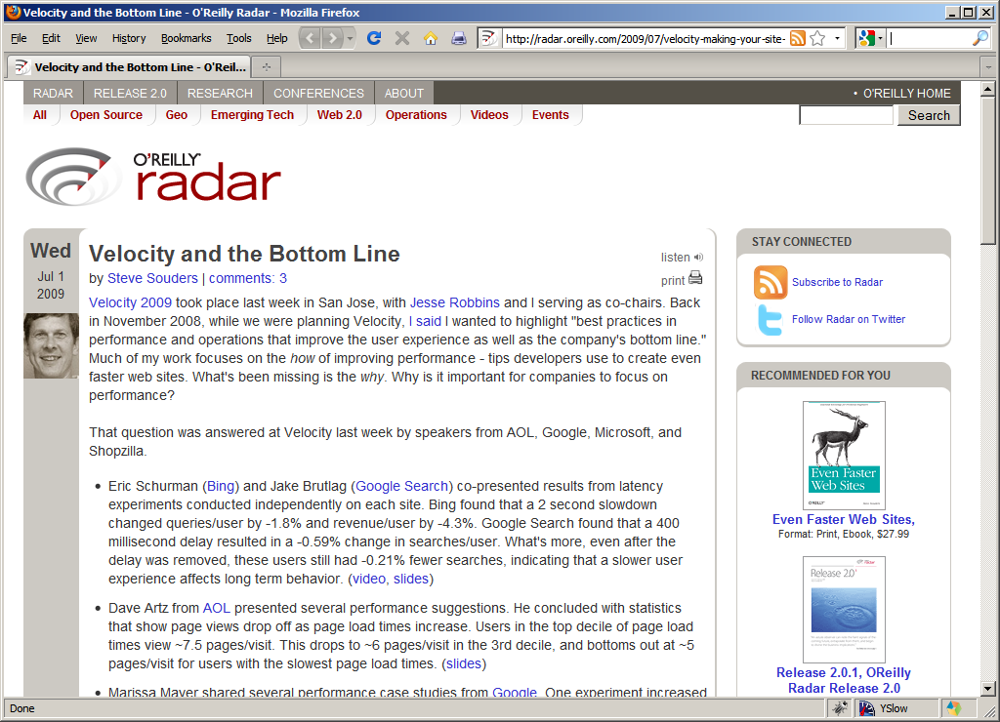 Velocity and the Bottom Line - O'Reilly Radar - Mozilla Firefox
File Edit View History Bookmarks Tools Help
http://radar.oreilly.com/2009/07/velocity-making-your-site-
Velocity and the Bottom Line - O'Reil...
RADAR RELEASE 2.0 RESEARCH CONFERENCES ABOUT • O'REILLY HOME
All Open Source Geo Emerging Tech Web 2.0 Operations Videos Events Search
O'REILLY
radar
Wed
Jul 1
2009
Velocity and the Bottom Line
listen
print
by Steve Souders | comments: 3
Velocity 2009 took place last week in San Jose, with Jesse Robbins and I serving as co-chairs. Back
in November 2008, while we were planning Velocity, I said I wanted to highlight "best practices in
performance and operations that improve the user experience as well as the company's bottom line."
Much of my work focuses on the how of improving performance - tips developers use to create even
faster web sites. What's been missing is the why. Why is it important for companies to focus on
performance?
That question was answered at Velocity last week by speakers from AOL, Google, Microsoft, and
Shopzilla.
• Eric Schurman (Bing) and Jake Brutlag (Google Search) co-presented results from latency
experiments conducted independently on each site. Bing found that a 2 second slowdown
changed queries/user by -1.8% and revenue/user by -4.3%. Google Search found that a 400
millisecond delay resulted in a -0.59% change in searches/user. What's more, even after the
delay was removed, these users still had -0.21% fewer searches, indicating that a slower user
experience affects long term behavior. (video, slides)
• Dave Artz from AOL presented several performance suggestions. He concluded with statistics
that show page views drop off as page load times increase. Users in the top decile of page load
times view ~7.5 pages/visit. This drops to ~6 pages/visit in the 3rd decile, and bottoms out at ~5
pages/visit for users with the slowest page load times. (slides)
• Marissa Mayer shared several performance case studies from Google. One experiment increased
STAY CONNECTED
Subscribe to Radar
Follow Radar on Twitter
RECOMMENDED FOR YOU
Even Faster
Web Sites
O'REILLY
Even Faster Web Sites,
Format: Print, Ebook, $27.99
Release 2.0
Release 2.0.1, OReilly
Radar Release 2.0
Done
YSlow